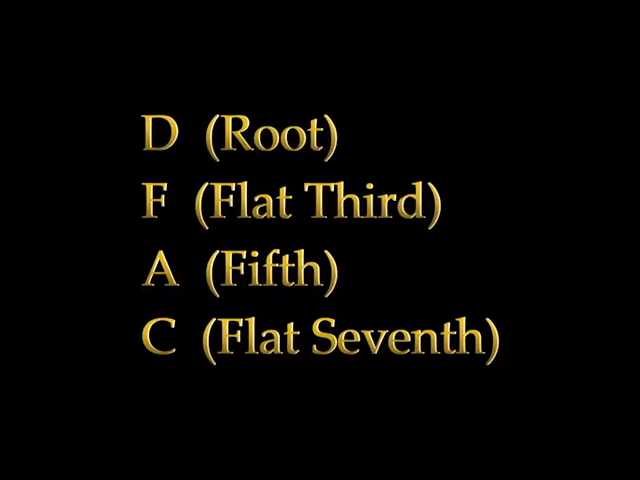 D (Root)
F (Flat Third)
A (Fifth)
C (Flat Seventh)